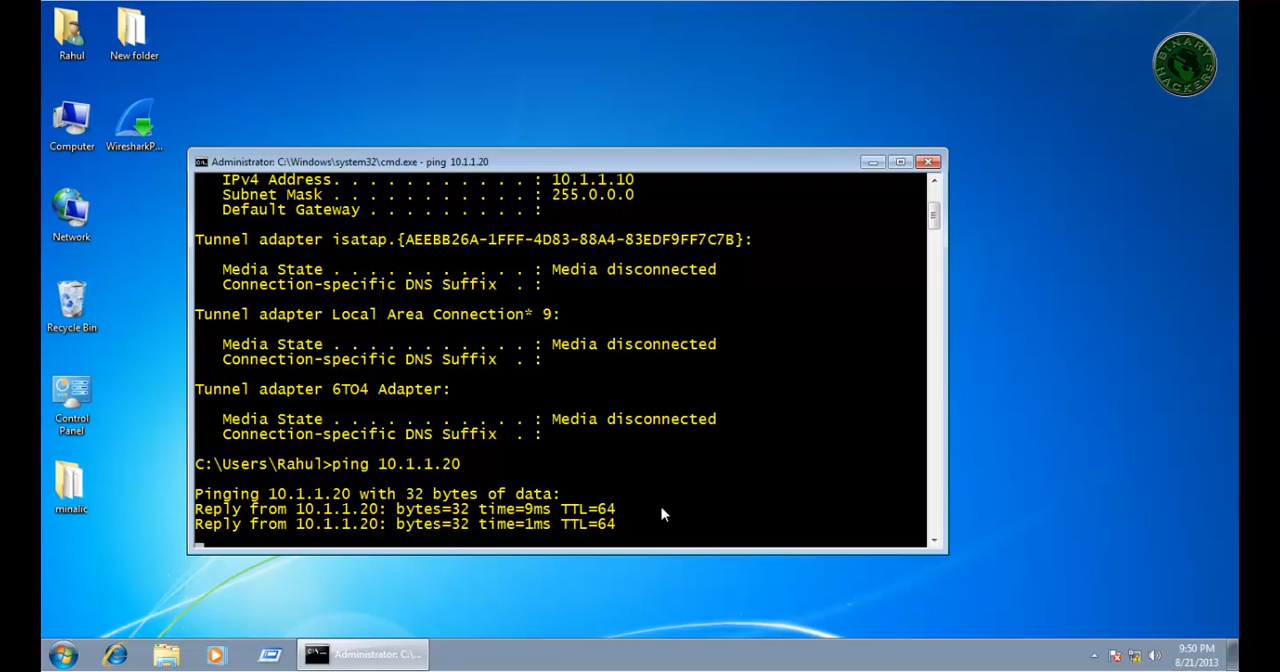 Rahul
New folder
BINARY
HACKERS
Computer
WiresharkP...
Network
Recycle Bin
Control
Panel
minalic
Administrator: C:\Windows\system32\cmd.exe - ping 10.1.1.20
IPv4 Address. . . . . . . . . . . : 10.1.1.10
Subnet Mask . . . . . . . . . . . : 255.0.0.0
Default Gateway . . . . . . . . . :
Tunnel adapter isatap.{AEEBB26A-1FFF-4D83-88A4-83EDF9FF7C7B}:
Media State . . . . . . . . . . . : Media disconnected
Connection-specific DNS Suffix  . :
Tunnel adapter Local Area Connection* 9:
Media State . . . . . . . . . . . : Media disconnected
Connection-specific DNS Suffix  . :
Tunnel adapter 6TO4 Adapter:
Media State . . . . . . . . . . . : Media disconnected
Connection-specific DNS Suffix  . :
C:\Users\Rahul>ping 10.1.1.20
Pinging 10.1.1.20 with 32 bytes of data:
Reply from 10.1.1.20: bytes=32 time=9ms TTL=64
Reply from 10.1.1.20: bytes=32 time=1ms TTL=64
Administrator: C:\...
9:50 PM
8/21/2013